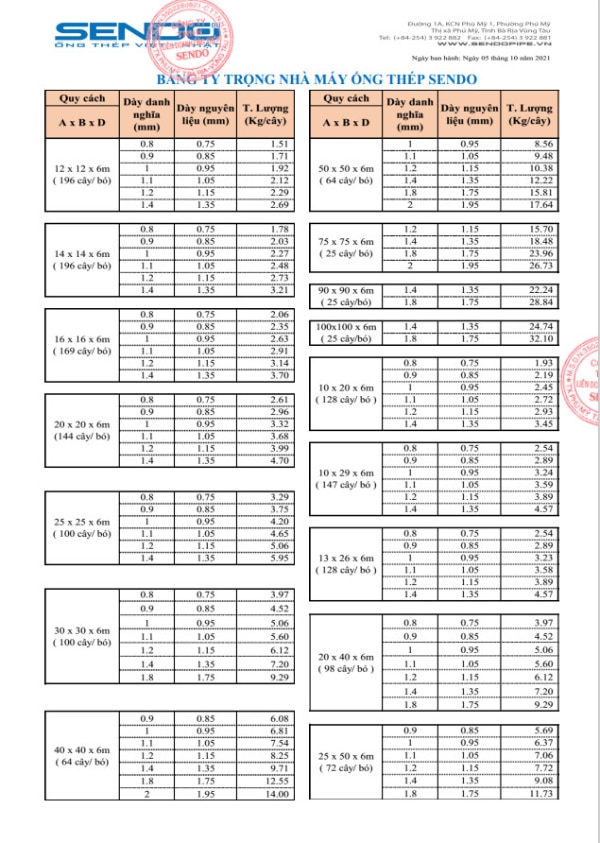 SENDO
ỐNG THÉP VIỆT NHẬT
SENDO
Đường 1A, KCN Phú Mỹ 1, Phường Phú Mỹ
Thị xã Phú Mỹ, Tỉnh Bà Rịa Vũng Tàu
Tel: (+84-254) 3 922 882 Fax: (+84-254) 3 922 881
WWW.SENDOPIPE.VN
Ngày ban hành: Ngày 05 tháng 10 năm 2021
BẢNG TỶ TRỌNG NHÀ MÁY ỐNG THÉP SENDO
Quy cách A x B x D Dày danh nghĩa (mm) Dày nguyên liệu (mm) T. Lượng (Kg/cây)
12 x 12 x 6m
( 196 cây/ bó)
0.8 0.75 1.51
0.9 0.85 1.71
1 0.95 1.92
1.1 1.05 2.12
1.2 1.15 2.29
1.4 1.35 2.69
14 x 14 x 6m
( 196 cây/ bó)
0.8 0.75 1.78
0.9 0.85 2.03
1 0.95 2.27
1.1 1.05 2.48
1.2 1.15 2.73
1.4 1.35 3.21
16 x 16 x 6m
( 169 cây/bó)
0.8 0.75 2.06
0.9 0.85 2.35
1 0.95 2.63
1.1 1.05 2.91
1.2 1.15 3.14
1.4 1.35 3.70
20 x 20 x 6m
(144 cây/ bó)
0.8 0.75 2.61
0.9 0.85 2.96
1 0.95 3.32
1.1 1.05 3.68
1.2 1.15 3.99
1.4 1.35 4.70
25 x 25 x 6m
( 100 cây/ bó)
0.8 0.75 3.29
0.9 0.85 3.75
1 0.95 4.20
1.1 1.05 4.65
1.2 1.15 5.06
1.4 1.35 5.95
30 x 30 x 6m
( 100 cây/ bó)
0.8 0.75 3.97
0.9 0.85 4.52
1 0.95 5.06
1.1 1.05 5.60
1.2 1.15 6.12
1.4 1.35 7.20
1.8 1.75 9.29
40 x 40 x 6m
( 64 cây/ bó)
0.9 0.85 6.08
1 0.95 6.81
1.1 1.05 7.54
1.2 1.15 8.25
1.4 1.35 9.71
1.8 1.75 12.55
2 1.95 14.00
Quy cách A x B x D Dày danh nghĩa (mm) Dày nguyên liệu (mm) T. Lượng (Kg/cây)
50 x 50 x 6m
( 64 cây/ bó)
1 0.95 8.56
1.1 1.05 9.48
1.2 1.15 10.38
1.4 1.35 12.22
1.8 1.75 15.81
2 1.95 17.64
75 x 75 x 6m
( 25 cây/ bó)
1.2 1.15 15.70
1.4 1.35 18.48
1.8 1.75 23.96
2 1.95 26.73
90 x 90 x 6m
( 25 cây/bó)
1.4 1.35 22.24
1.8 1.75 28.84
100x100 x 6m
( 25 cây/bó)
1.4 1.35 24.74
1.8 1.75 32.10
10 x 20 x 6m
( 128 cây/ bó )
0.8 0.75 1.93
0.9 0.85 2.19
1 0.95 2.45
1.1 1.05 2.72
1.2 1.15 2.93
1.4 1.35 3.45
10 x 29 x 6m
( 147 cây/ bó )
0.8 0.75 2.54
0.9 0.85 2.89
1 0.95 3.24
1.1 1.05 3.59
1.2 1.15 3.89
1.4 1.35 4.57
13 x 26 x 6m
( 128 cây/ bó )
0.8 0.75 2.54
0.9 0.85 2.89
1 0.95 3.23
1.1 1.05 3.58
1.2 1.15 3.89
1.4 1.35 4.57
20 x 40 x 6m
( 98 cây/ bó )
0.8 0.75 3.97
0.9 0.85 4.52
1 0.95 5.06
1.1 1.05 5.60
1.2 1.15 6.12
1.4 1.35 7.20
1.8 1.75 9.29
25 x 50 x 6m
( 72 cây/ bó)
0.9 0.85 5.69
1 0.95 6.37
1.1 1.05 7.06
1.2 1.15 7.72
1.4 1.35 9.08
1.8 1.75 11.73